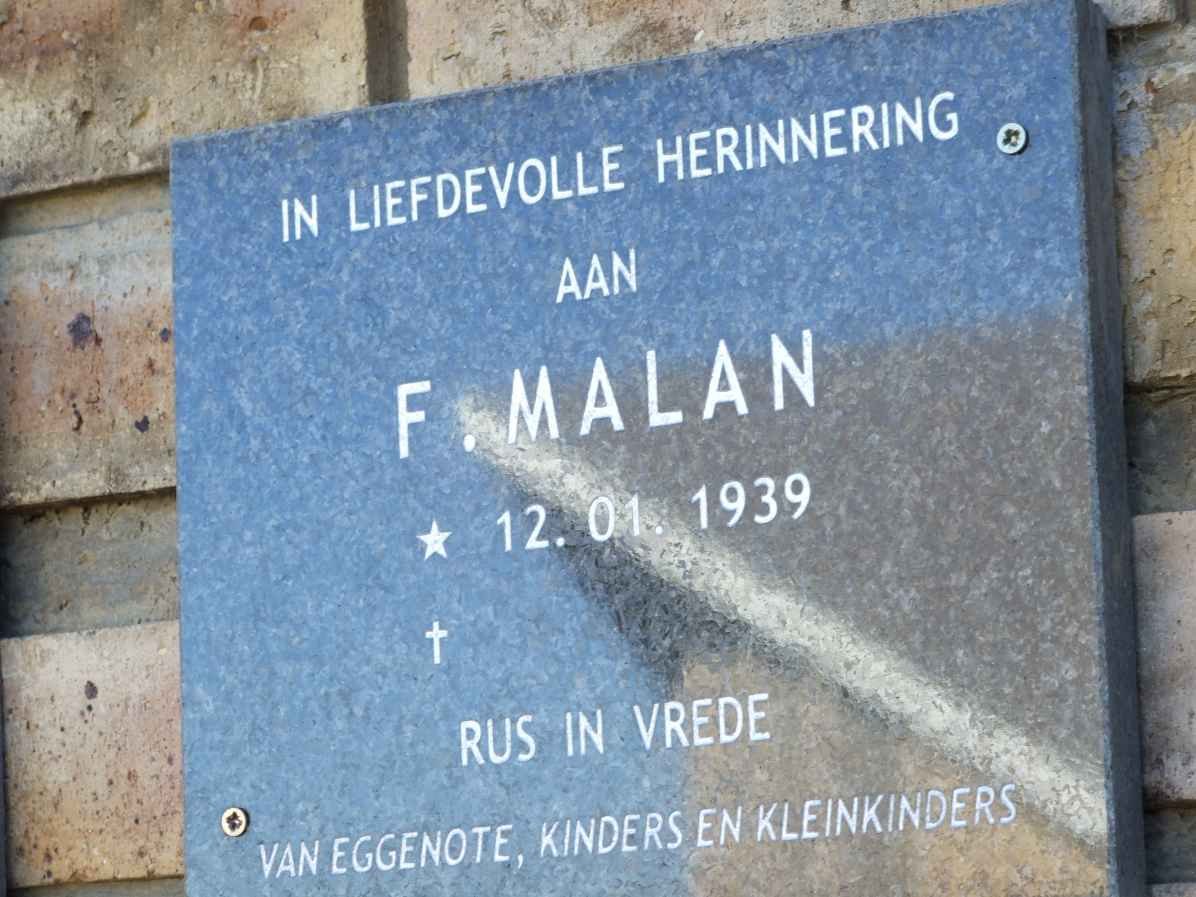 IN LIEFDEVOLLE HERINNERING
AAN
F. MALAN
★ 12.01.1939
✝
RUS IN VREDE
VAN EGGENOTE, KINDERS EN KLEINKINDERS